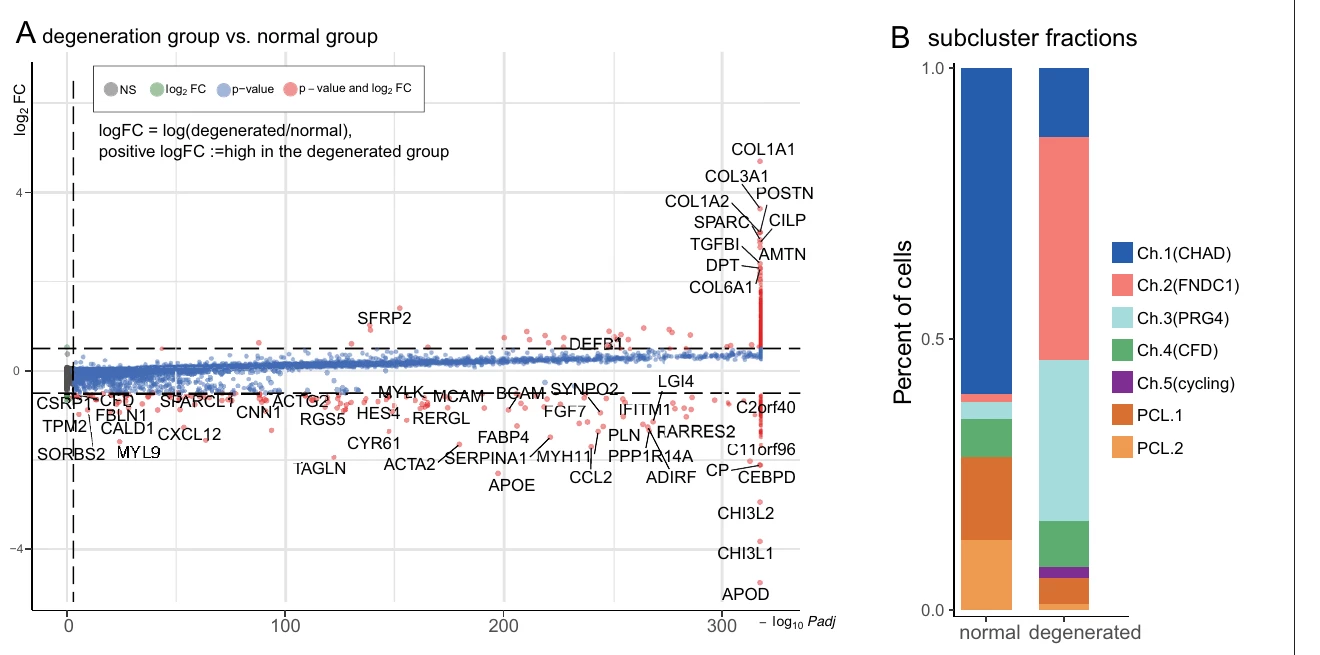 A degeneration group vs. normal group
log₂ FC
NS log₂ FC p−value p − value and log₂ FC
logFC = log(degenerated/normal),
positive logFC :=high in the degenerated group
4
0
−4
COL1A1
COL3A1
POSTN
COL1A2
SPARC
CILP
TGFBI
AMTN
DPT
COL6A1
SFRP2
DEFB1
LGI4
MYLK
MCAM
BCAM
SYNPO2
CSRP1
CFD
SPARCL1
ACTG2
C2orf40
FBLN1
CNN1
RGS5
HES4
RERGL
FGF7
IFITM1
TPM2
CALD1
CXCL12
CYR61
FABP4
PLN
RARRES2
SORBS2
MYL9
TAGLN
ACTA2
SERPINA1
MYH11
PPP1R14A
C11orf96
APOE
CCL2
ADIRF
CP
CEBPD
CHI3L2
CHI3L1
APOD
0
100
200
300
− log₁₀ Padj
B subcluster fractions
Percent of cells
1.0
0.5
0.0
normal
degenerated
Ch.1(CHAD)
Ch.2(FNDC1)
Ch.3(PRG4)
Ch.4(CFD)
Ch.5(cycling)
PCL.1
PCL.2